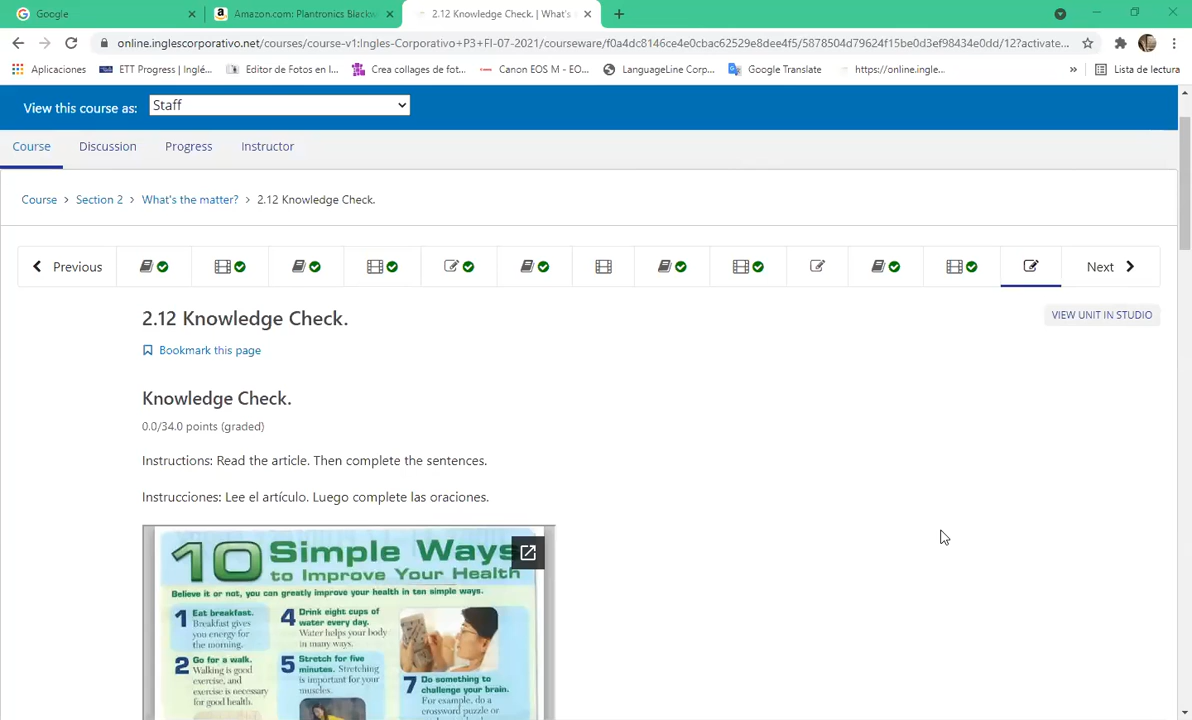 Google
Amazon.com: Plantronics Blackw
2.12 Knowledge Check. | What's
online.inglescorporativo.net/courses/course-v1:Ingles-Corporativo+P3+FI-07-2021/courseware/f0a4dc8146ce4e0cbac62529e8dee4f5/5878504d79624f15be0d3ef98434e0dd/12?activate...
Aplicaciones
ETT Progress | Inglé...
Editor de Fotos en l...
Crea collages de fot...
Canon EOS M - EO...
LanguageLine Corp...
Google Translate
https://online.ingle...
»
Lista de lectura
View this course as:
Staff
Course
Discussion
Progress
Instructor
Course > Section 2 > What's the matter? > 2.12 Knowledge Check.
Previous
Next
2.12 Knowledge Check.
VIEW UNIT IN STUDIO
Bookmark this page
Knowledge Check.
0.0/34.0 points (graded)
Instructions: Read the article. Then complete the sentences.
Instrucciones: Lee el artículo. Luego complete las oraciones.
10 Simple Ways
to Improve Your Health
Believe it or not, you can greatly improve your health in ten simple ways.
1 Eat breakfast.
Breakfast gives
you energy for
the morning.
2 Go for a walk.
Walking is good
exercise, and
exercise is necessary
for good health.
4 Drink eight cups of
water every day.
Water helps your body
in many ways.
5 Stretch for five
minutes. Stretching
is important for your
muscles.
7 Do something to
challenge your brain.
For example, do a
crossword puzzle or